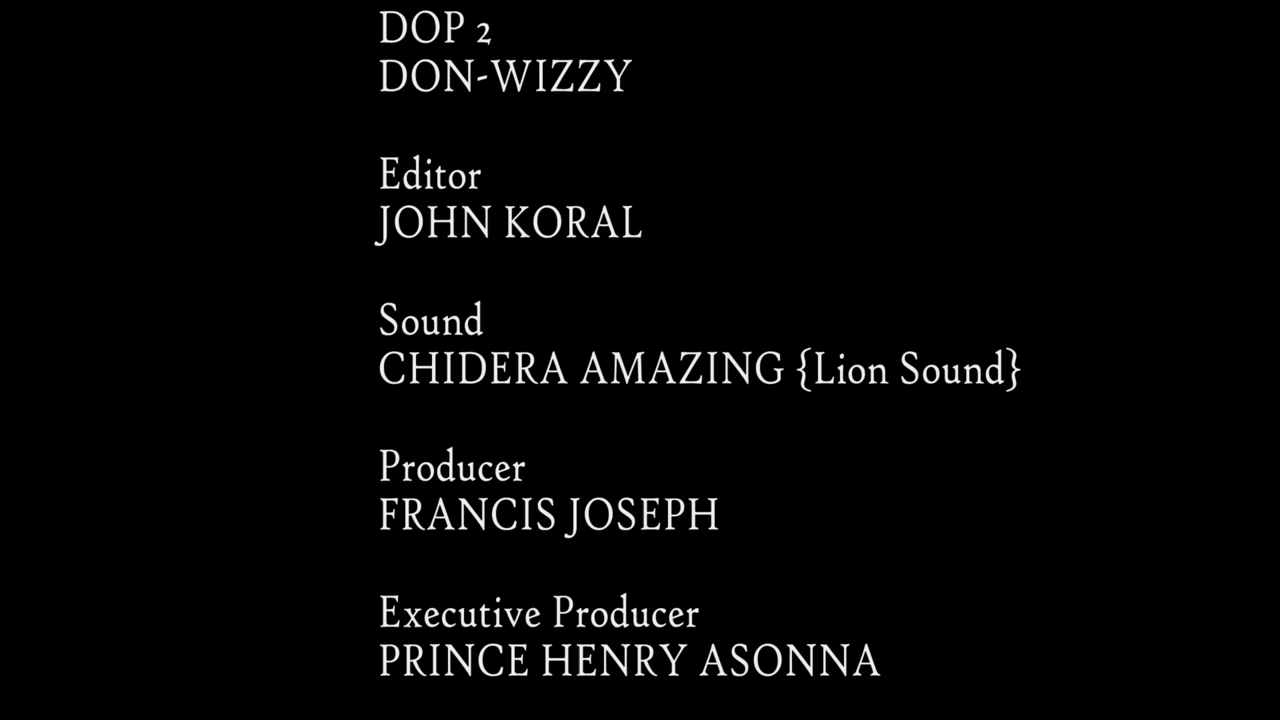 DOP 2
DON-WIZZY
Editor
JOHN KORAL
Sound
CHIDERA AMAZING {Lion Sound}
Producer
FRANCIS JOSEPH
Executive Producer
PRINCE HENRY ASONNA